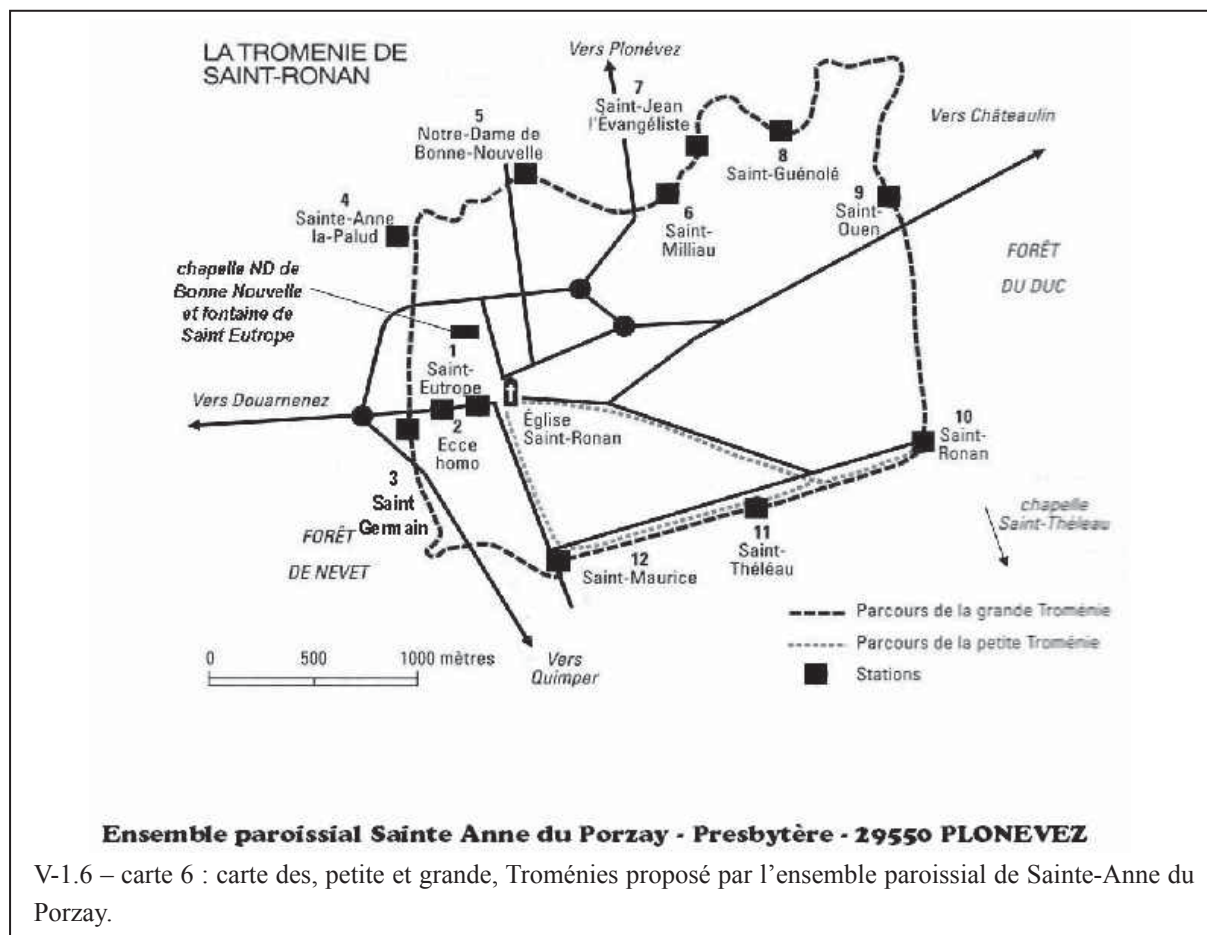 LA TROMENIE DE
SAINT-RONAN
Vers Plonévez
7
Saint-Jean
l'Évangéliste
5
Notre-Dame de
Bonne-Nouvelle
Vers Châteaulin
8
Saint-Guénolé
4
Sainte-Anne
la-Palud
6
Saint-
Milliau
9
Saint-
Ouen
chapelle ND de
Bonne Nouvelle
et fontaine de
Saint Eutrope
FORÊT
DU DUC
1
Saint-
Eutrope
Vers Douarnenez
2
Ecce
homo
Église
Saint-Ronan
10
Saint-
Ronan
3
Saint
Germain
FORÊT
DE NEVET
chapelle
Saint-Théleau
11
Saint-
Théléau
12
Saint-Maurice
Parcours de la grande Troménie
Parcours de la petite Troménie
Stations
0 500 1000 mètres
Vers
Quimper
Ensemble paroissial Sainte Anne du Porzay - Presbytère - 29550 PLONEVEZ
V-1.6 – carte 6 : carte des, petite et grande, Troménies proposé par l'ensemble paroissial de Sainte-Anne du
Porzay.